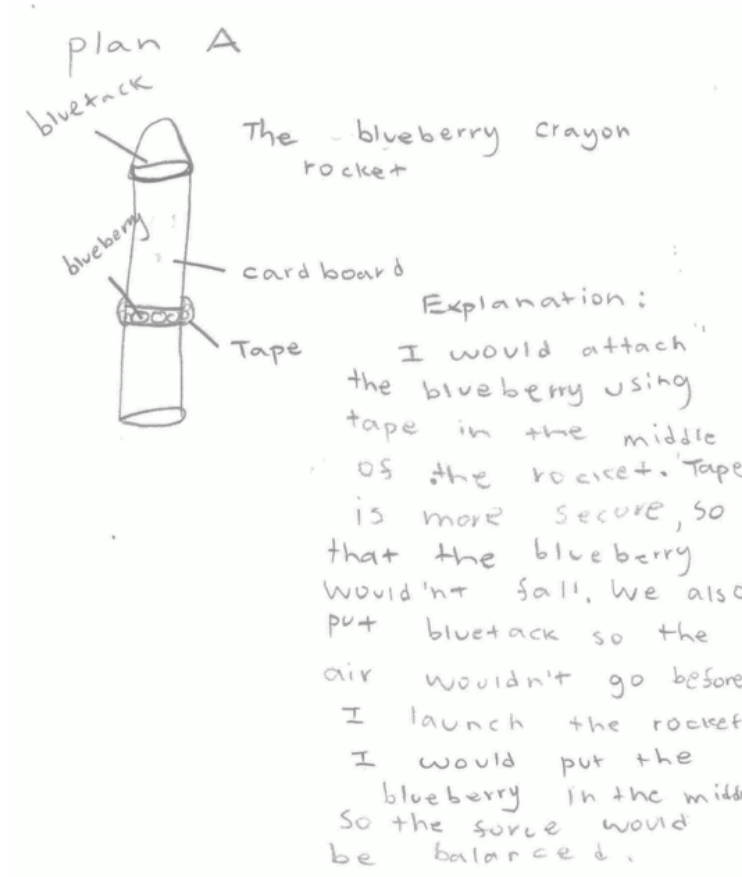 plan A
bluetack
The blueberry crayon
rocket
blueberry
cardboard
Tape
Explanation:
I would attach
the blueberry using
tape in the middle
of the rocket. Tape
is more secure, so
that the blueberry
would'nt fall. We also
put bluetack so the
air wouldn't go before
I launch the rocket
I would put the
blueberry in the midd
so the force would
be balanced.